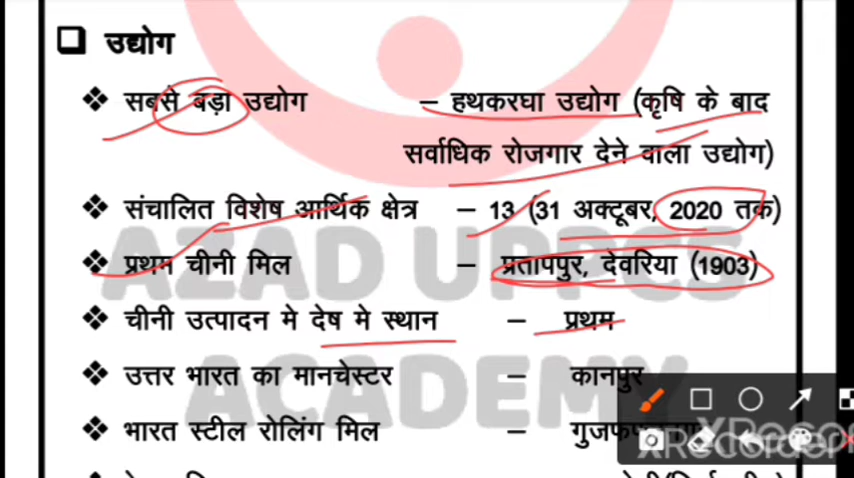 उद्योग
सबसे बड़ा उद्योग – हथकरघा उद्योग (कृषि के बाद
सर्वाधिक रोजगार देने वाला उद्योग)
संचालित विशेष आर्थिक क्षेत्र – 13 (31 अक्टूबर, 2020 तक)
प्रथम चीनी मिल – प्रतापपुर, देवरिया (1903)
चीनी उत्पादन मे देष मे स्थान – प्रथम
उत्तर भारत का मानचेस्टर – कानपुर
भारत स्टील रोलिंग मिल –
AZAD UPPCS
ACADEMY
XRecorder